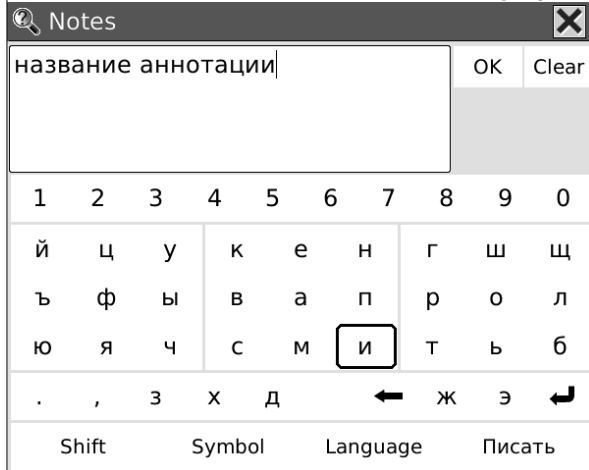 Notes
название аннотации
OK Clear
1 2 3 4 5 6 7 8 9 0
й ц у к е н г ш щ
ъ ф ы в а п р о л
ю я ч с м и т ь б
. , з х д ж э
Shift Symbol Language Писать